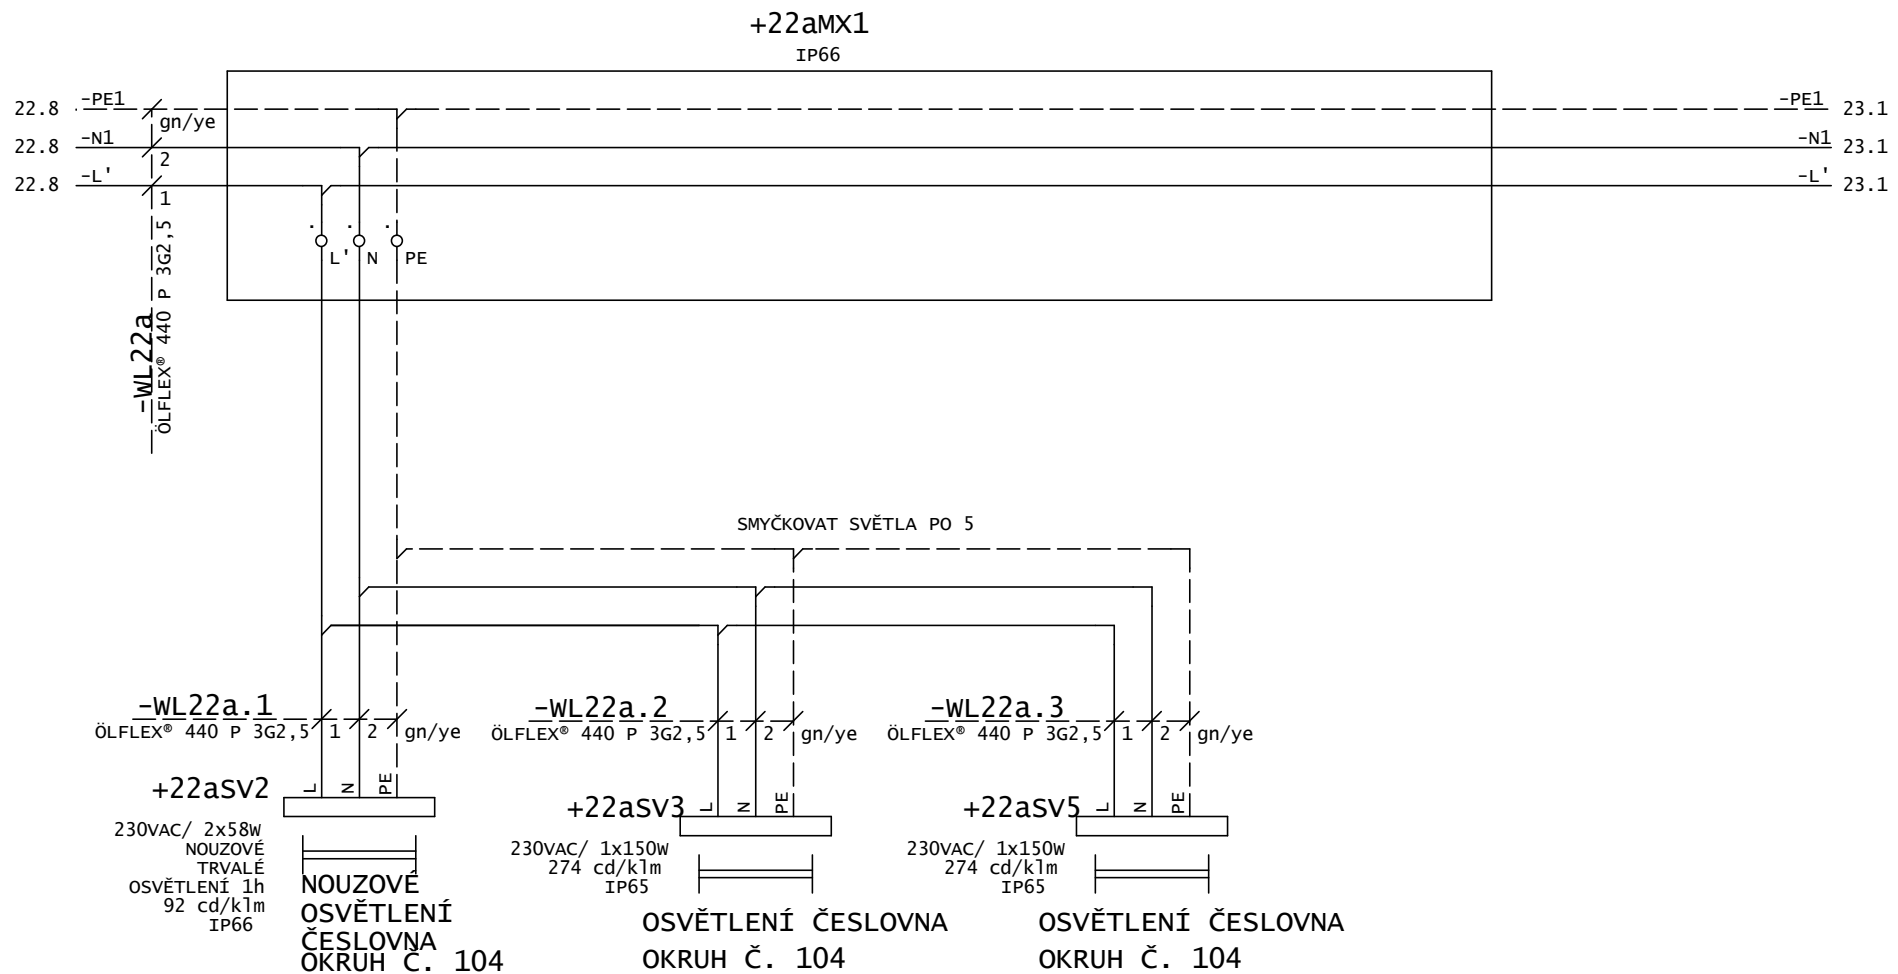 +22aMX1
IP66
22.8 -PE1
gn/ye
22.8 -N1
2
22.8 -L'
1
-PE1 23.1
-N1 23.1
-L' 23.1
. . .
L' N PE
-WL22a
ÖLFLEX® 440 P 3G2,5
SMYČKOVAT SVĚTLA PO 5
-WL22a.1
ÖLFLEX® 440 P 3G2,5 1 2 gn/ye
-WL22a.2
ÖLFLEX® 440 P 3G2,5 1 2 gn/ye
-WL22a.3
ÖLFLEX® 440 P 3G2,5 1 2 gn/ye
+22aSV2 L N PE
230VAC/ 2x58W
NOUZOVÉ
TRVALÉ
OSVĚTLENÍ 1h
92 cd/klm
IP66
NOUZOVÉ
OSVĚTLENÍ
ČESLOVNA
OKRUH Č. 104
+22aSV3 L N PE
230VAC/ 1x150W
274 cd/klm
IP65
OSVĚTLENÍ ČESLOVNA
OKRUH Č. 104
+22aSV5 L N PE
230VAC/ 1x150W
274 cd/klm
IP65
OSVĚTLENÍ ČESLOVNA
OKRUH Č. 104